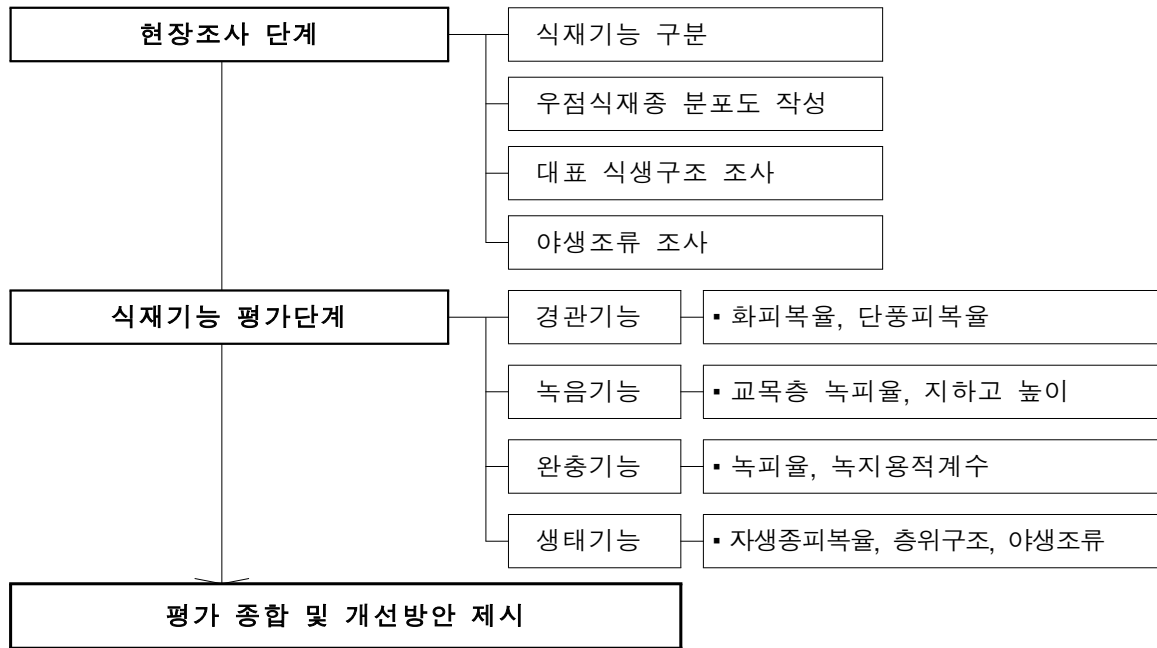 현장조사 단계
식재기능 구분
우점식재종 분포도 작성
대표 식생구조 조사
야생조류 조사
식재기능 평가단계
경관기능
▪ 화피복율, 단풍피복율
녹음기능
▪ 교목층 녹피율, 지하고 높이
완충기능
▪ 녹피율, 녹지용적계수
생태기능
▪ 자생종피복율, 층위구조, 야생조류
평가 종합 및 개선방안 제시